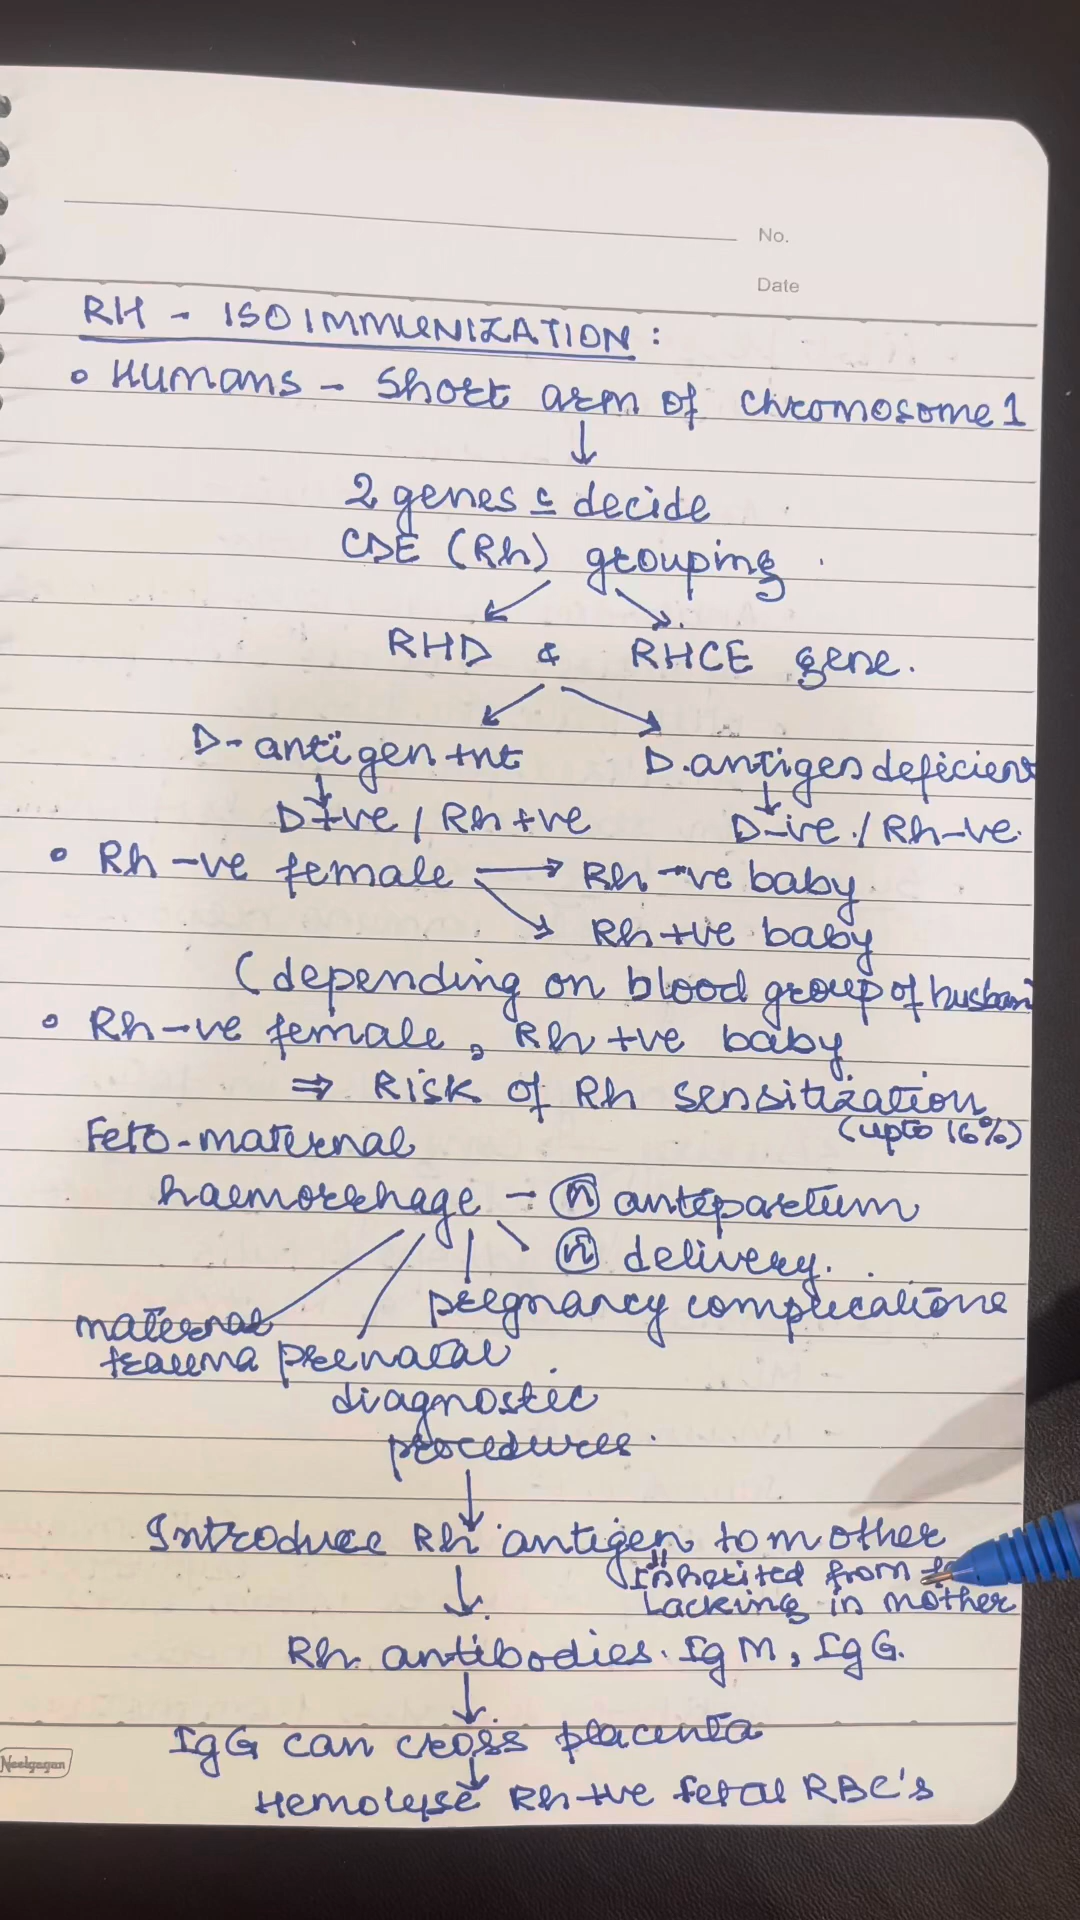 No.
Date
RH - ISOIMMUNIZATION :
• Humans - Short arm of chromosome 1
↓
2 genes c̄ decide
CDE (Rh) grouping
RHD & RHCE gene.
D-antigen +nt D.antigen deficient
D+ve / Rh +ve D-ve / Rh-ve.
• Rh -ve female → Rh -ve baby
Rh +ve baby
(depending on blood group of husban
• Rh -ve female, Rh +ve baby
⇒ Risk of Rh sensitization
(upto 16%)
Feto-maternal
haemorrhage - (n) antepartum
(n) delivery.
pregnancy complications
maternal
trauma prenatal
diagnostic
procedures.
↓
Introduce Rh antigen to mother
Inherited from
Lacking in mother
↓
Rh antibodies. IgM, IgG.
↓
IgG can cross placenta
↓
Hemolyse Rh +ve fetal RBC's
Neelgagan